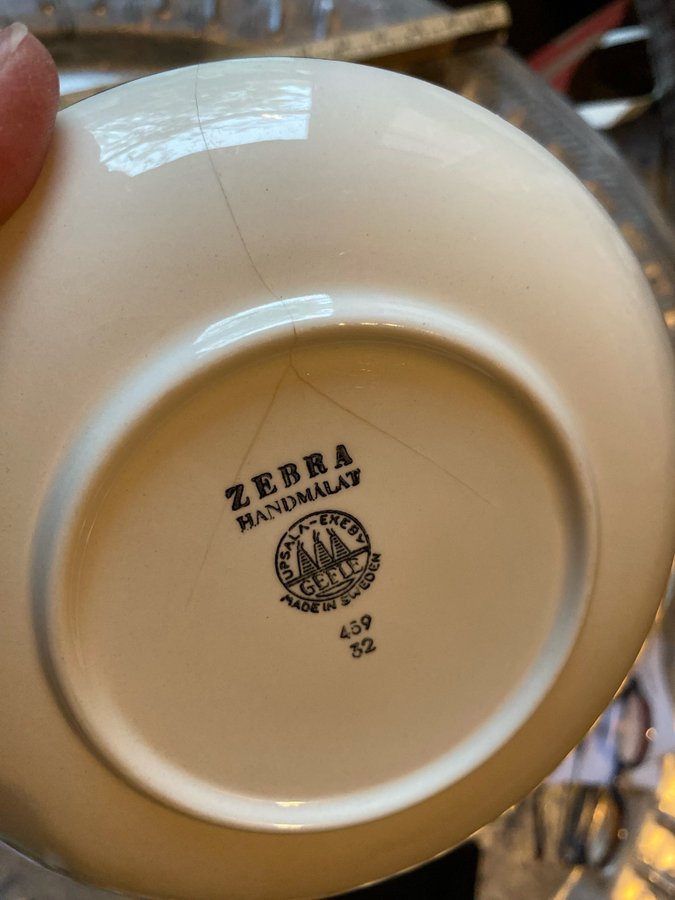 ZEBRA
HANDMÅLAT
UPSALA-EKEBY
GEFLE
MADE IN SWEDEN
459
32